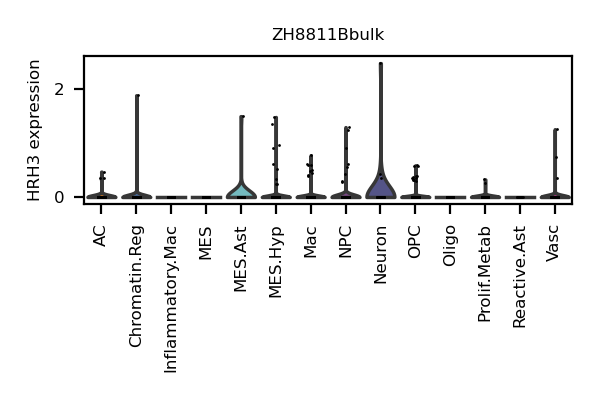 ZH8811Bbulk
HRH3 expression
2
0
AC
Chromatin.Reg
Inflammatory.Mac
MES
MES.Ast
MES.Hyp
Mac
NPC
Neuron
OPC
Oligo
Prolif.Metab
Reactive.Ast
Vasc